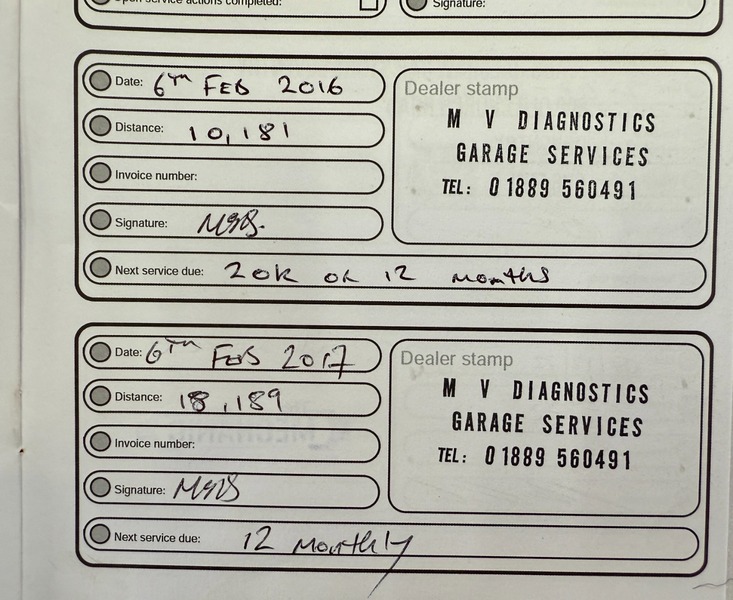 Upon service actions completed:
Signature:
Date: 6TH FEB 2016
Distance: 10,181
Invoice number:
Signature:
Next service due: 20K OR 12 months
Dealer stamp
M V DIAGNOSTICS
GARAGE SERVICES
TEL: 01889 560491
Date: 6TH FEB 2017
Distance: 18,189
Invoice number:
Signature:
Next service due: 12 Monthly
Dealer stamp
M V DIAGNOSTICS
GARAGE SERVICES
TEL: 01889 560491